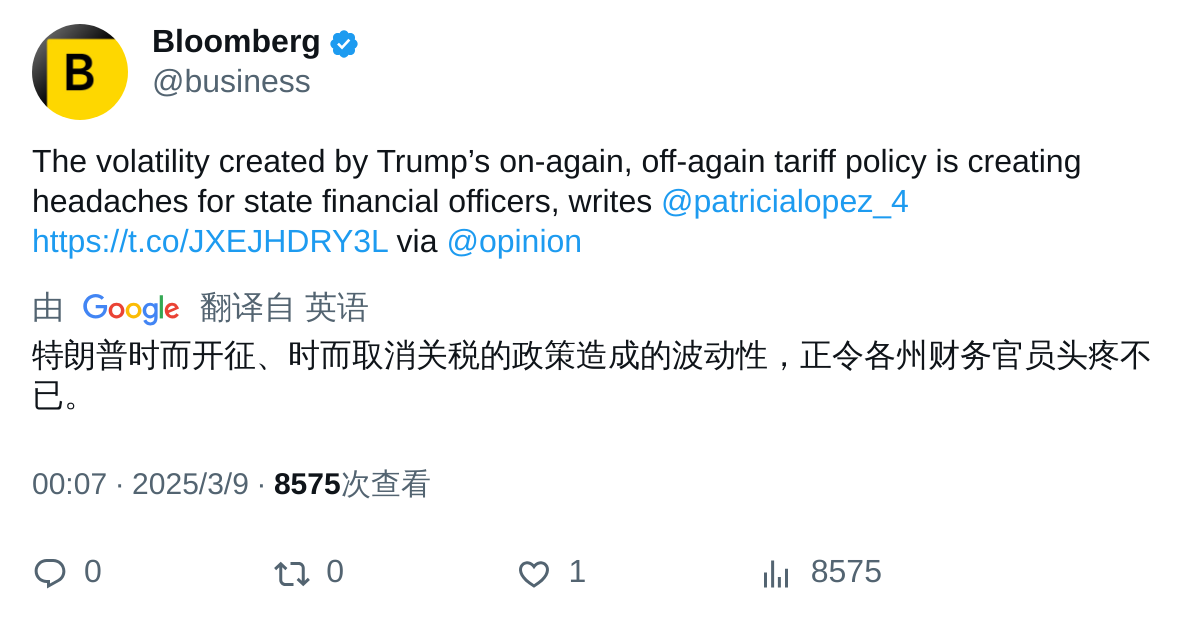 B
Bloomberg
@business
The volatility created by Trump’s on-again, off-again tariff policy is creating
headaches for state financial officers, writes @patricialopez_4
https://t.co/JXEJHDRY3L via @opinion
由 Google 翻译自 英语
特朗普时而开征、时而取消关税的政策造成的波动性，正令各州财务官员头疼不
已。
00:07 · 2025/3/9 · 8575次查看
0 0 1 8575